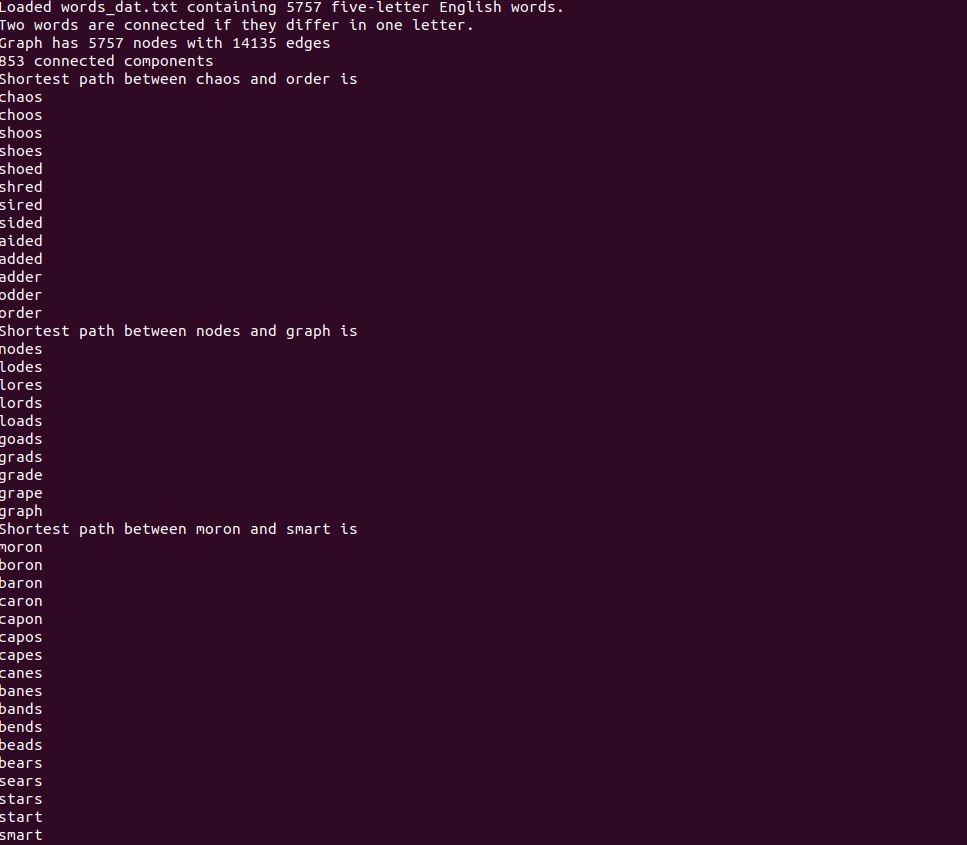 Loaded words_dat.txt containing 5757 five-letter English words.
Two words are connected if they differ in one letter.
Graph has 5757 nodes with 14135 edges
853 connected components
Shortest path between chaos and order is
chaos
choos
shoos
shoes
shoed
shred
sired
sided
aided
added
adder
odder
order
Shortest path between nodes and graph is
nodes
lodes
lores
lords
loads
goads
grads
grade
grape
graph
Shortest path between moron and smart is
moron
boron
baron
caron
capon
capos
capes
canes
banes
bands
bends
beads
bears
sears
stars
start
smart